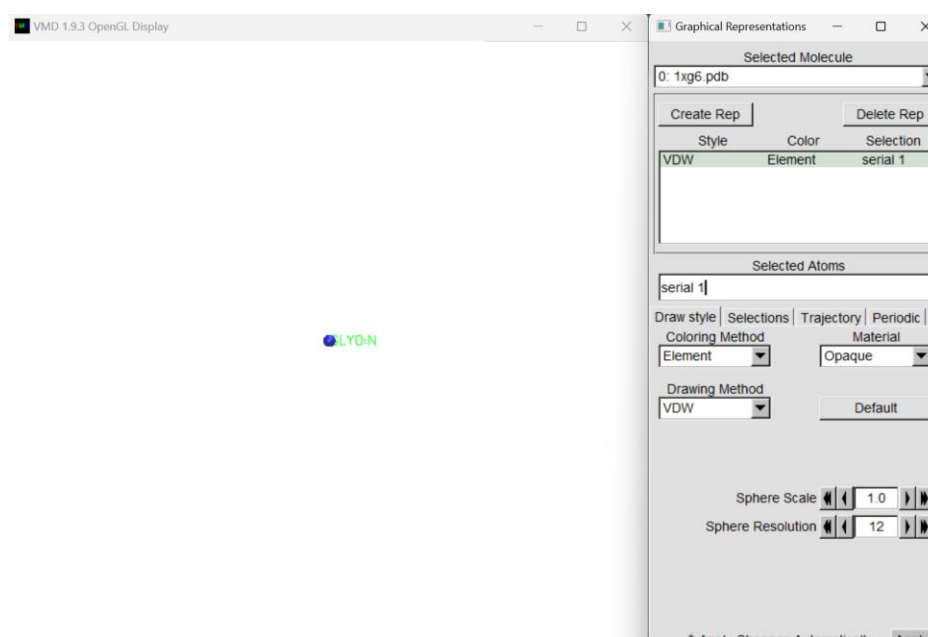 VMD 1.9.3 OpenGL Display
GLY0:N
Graphical Representations
Selected Molecule
0: 1xg6.pdb
Create Rep Delete Rep
Style Color Selection
VDW Element serial 1
Selected Atoms
serial 1
Draw style Selections Trajectory Periodic
Coloring Method Material
Element Opaque
Drawing Method
VDW Default
Sphere Scale 1.0
Sphere Resolution 12